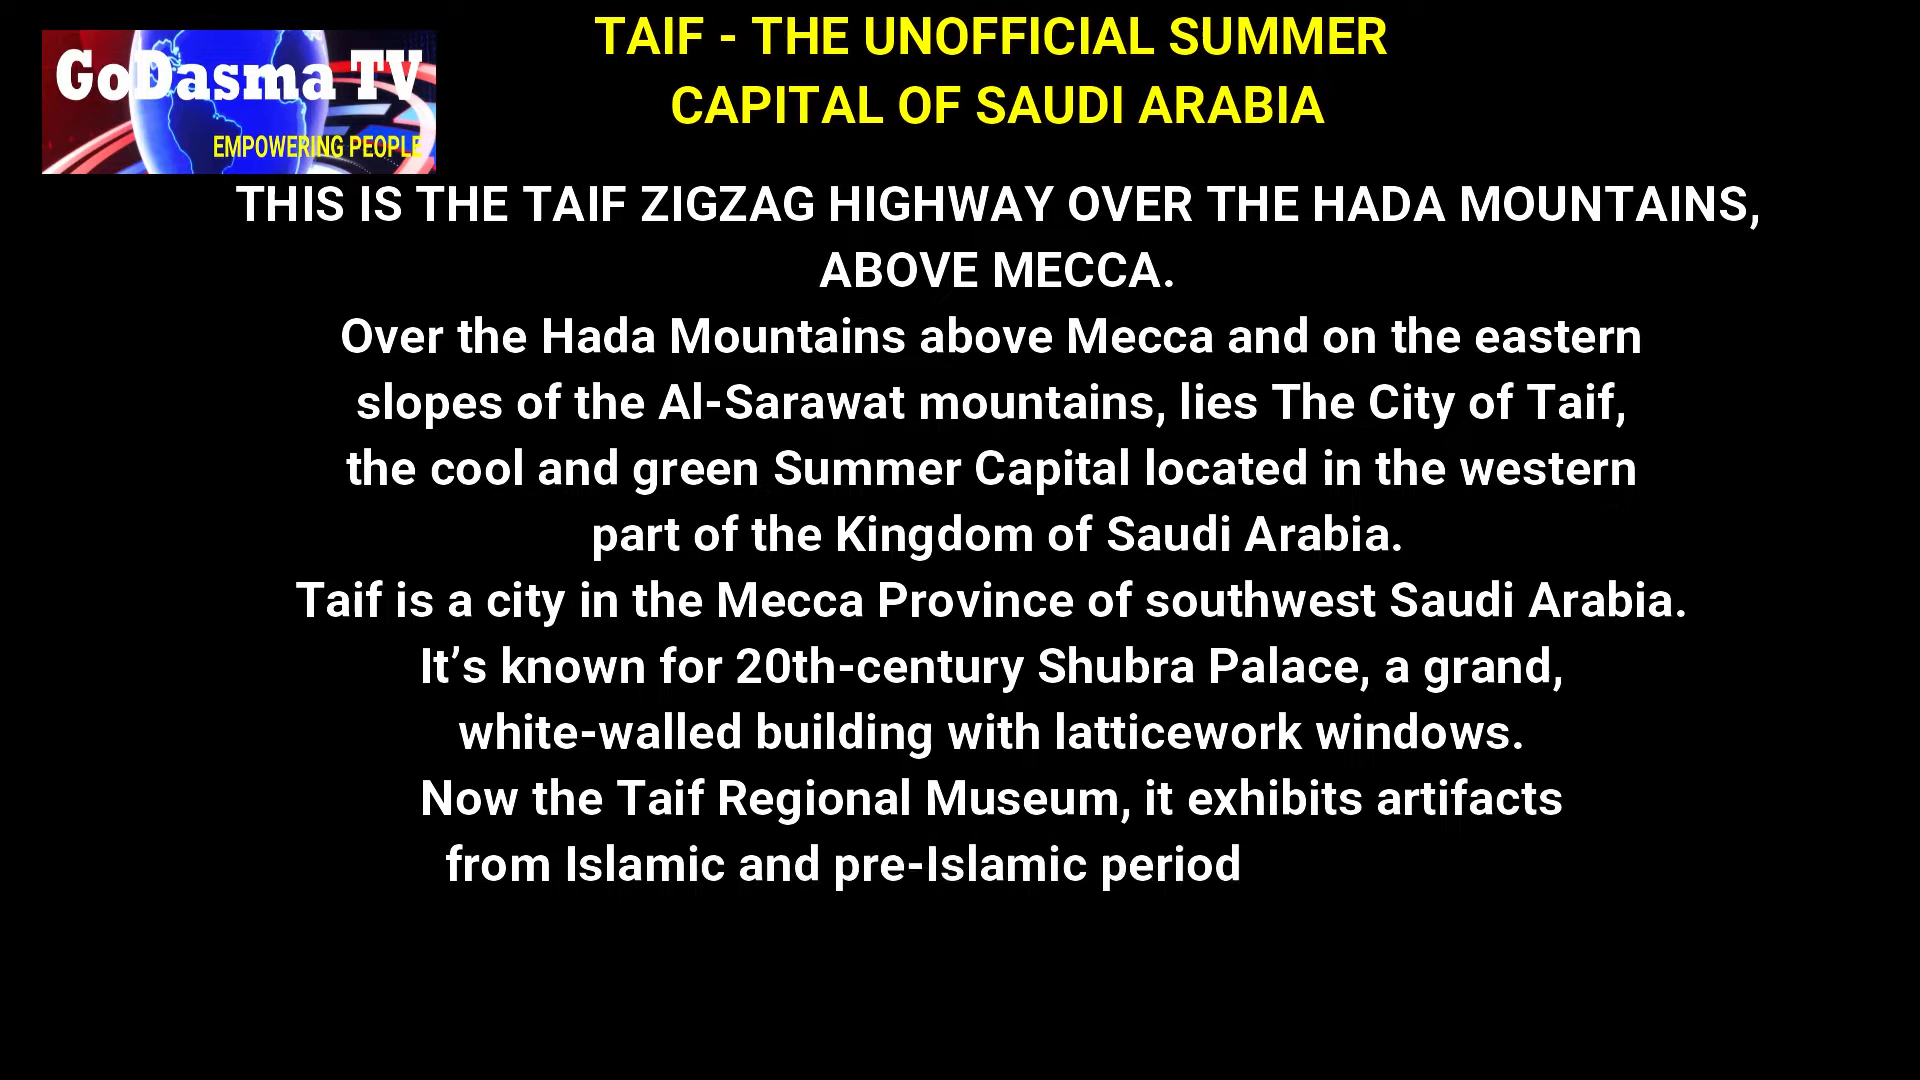 GoDasma TV
EMPOWERING PEOPLE
TAIF - THE UNOFFICIAL SUMMER
CAPITAL OF SAUDI ARABIA
THIS IS THE TAIF ZIGZAG HIGHWAY OVER THE HADA MOUNTAINS,
ABOVE MECCA.
Over the Hada Mountains above Mecca and on the eastern
slopes of the Al-Sarawat mountains, lies The City of Taif,
the cool and green Summer Capital located in the western
part of the Kingdom of Saudi Arabia.
Taif is a city in the Mecca Province of southwest Saudi Arabia.
It’s known for 20th-century Shubra Palace, a grand,
white-walled building with latticework windows.
Now the Taif Regional Museum, it exhibits artifacts
from Islamic and pre-Islamic period